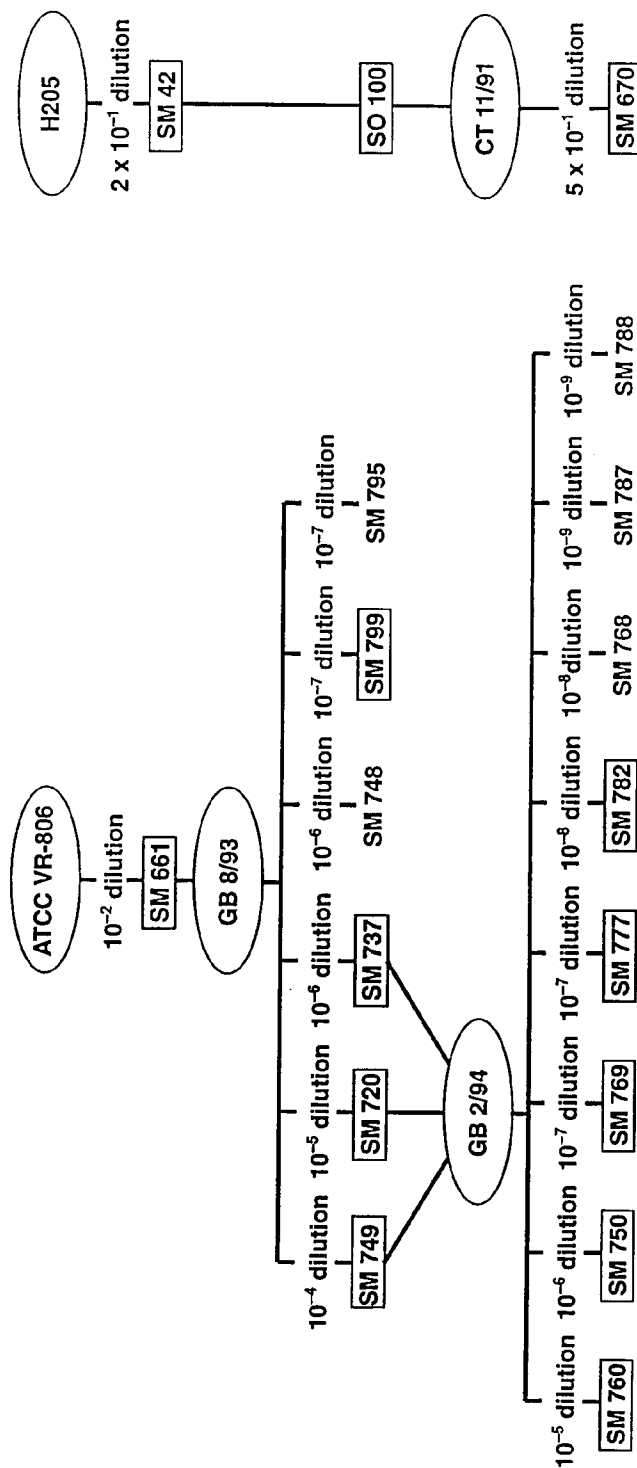 ATCC VR-806
10⁻² dilution
SM 661
GB 8/93
10⁻⁴ dilution
10⁻⁵ dilution
10⁻⁶ dilution
10⁻⁶ dilution
10⁻⁷ dilution
10⁻⁷ dilution
SM 749
SM 720
SM 737
SM 748
SM 799
SM 795
GB 2/94
10⁻⁵ dilution
10⁻⁶ dilution
10⁻⁷ dilution
10⁻⁷ dilution
10⁻⁸ dilution
10⁻⁸dilution
10⁻⁹ dilution
10⁻⁹ dilution
SM 760
SM 750
SM 769
SM 777
SM 782
SM 768
SM 787
SM 788
H205
2 x 10⁻¹ dilution
SM 42
SO 100
CT 11/91
5 x 10⁻¹ dilution
SM 670